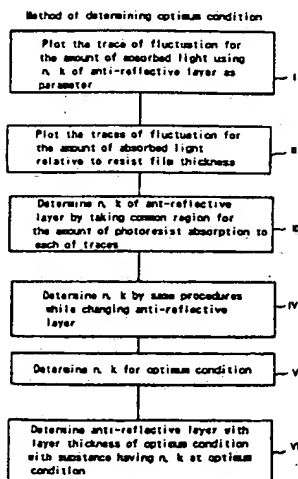 Method of determining optimum condition
Plot the trace of fluctuation for
the amount of absorbed light using
n, k of anti-reflective layer as
parameter
I
Plot the traces of fluctuation for
the amount of absorbed light
relative to resist film thickness
II
Determine n, k of ant-reflective
layer by taking common region for
the amount of photoresist absorption to
each of traces
III
Determine n, k by same procedures
while changing anti-reflective
layer
IV
Determine n, k for optimum condition
V
Determine anti-reflective layer with
layer thickness of optimum condition
with substance having n, k at optimum
condition
VI